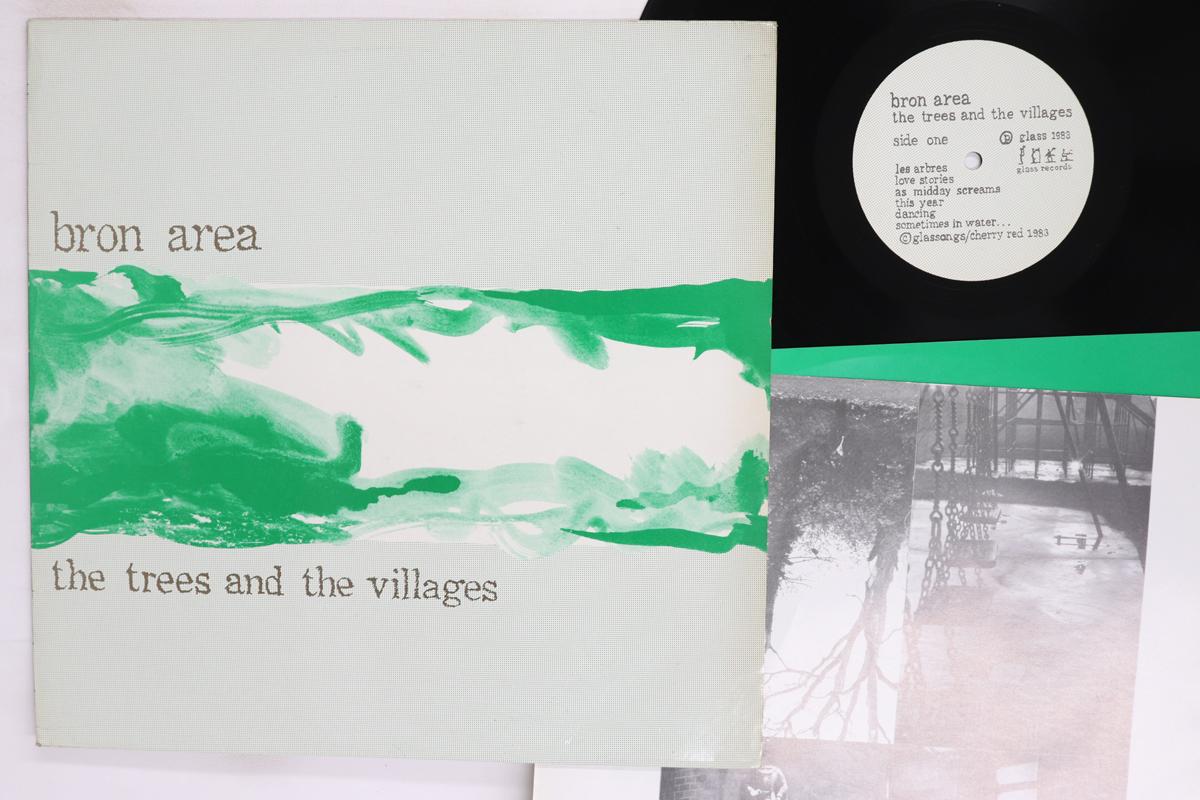 bron area
the trees and the villages
bron area
the trees and the villages
side one
Ⓟ glass 1983
glass records
les arbres
love stories
as midday screams
this year
dancing
sometimes in water...
©glassongs/cherry red 1983